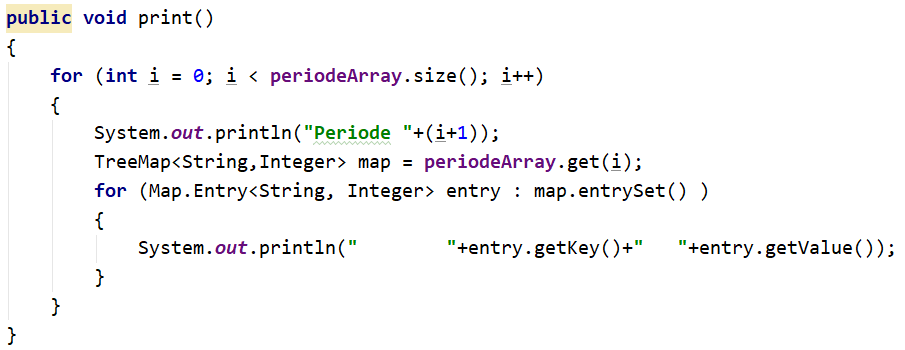 public void print()
{
    for (int i = 0; i < periodeArray.size(); i++)
    {
        System.out.println("Periode "+(i+1));
        TreeMap<String,Integer> map = periodeArray.get(i);
        for (Map.Entry<String, Integer> entry : map.entrySet() )
        {
            System.out.println("        "+entry.getKey()+"   "+entry.getValue());
        }
    }
}